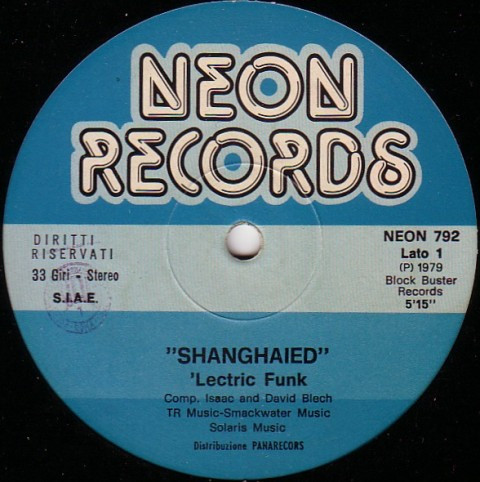 NEON
RECORDS
DIRITTI
RISERVATI
33 Giri - Stereo
S.I.A.E.
NEON 792
Lato 1
(P) 1979
Block Buster
Records
5'15"
"SHANGHAIED"
'Lectric Funk
Comp. Isaac and David Blech
TR Music-Smackwater Music
Solaris Music
Distribuzione PANARECORS